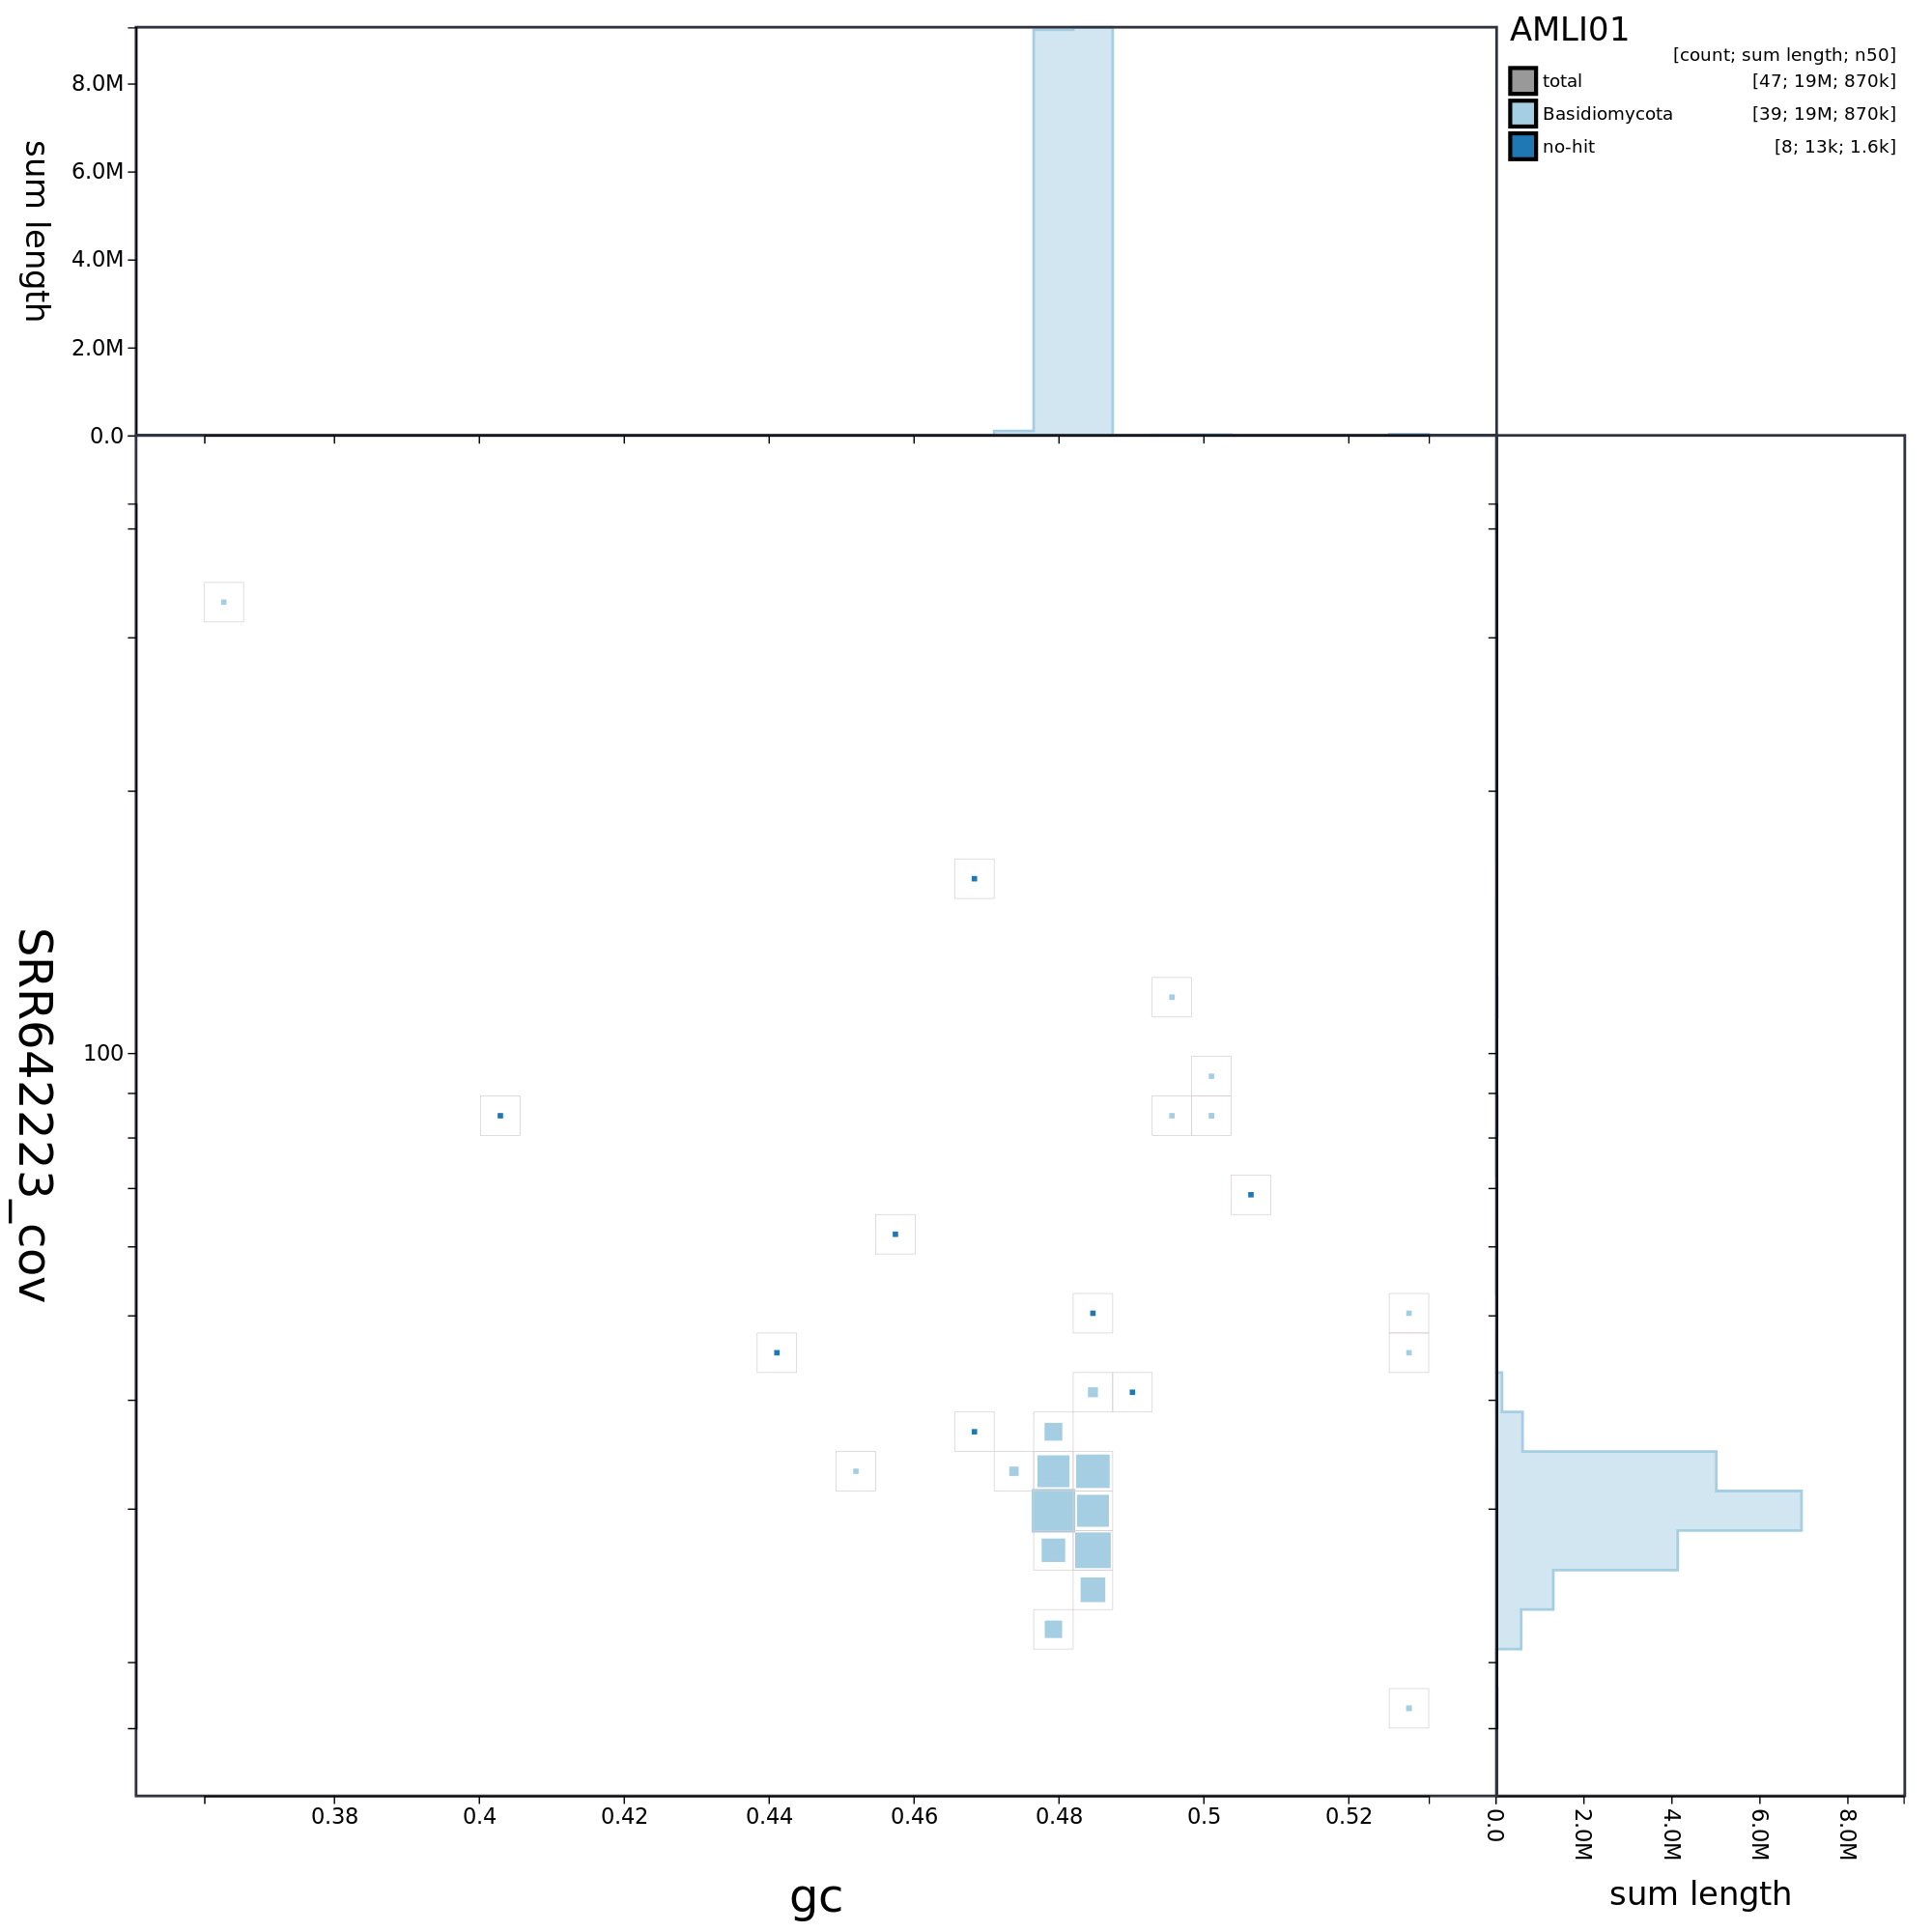 AMLI01
[count; sum length; n50]
total [47; 19M; 870k]
Basidiomycota [39; 19M; 870k]
no-hit [8; 13k; 1.6k]
sum length
8.0M
6.0M
4.0M
2.0M
0.0
SRR64223_cov
100
0.38 0.4 0.42 0.44 0.46 0.48 0.5 0.52
gc
0.0 2.0M 4.0M 6.0M 8.0M
sum length